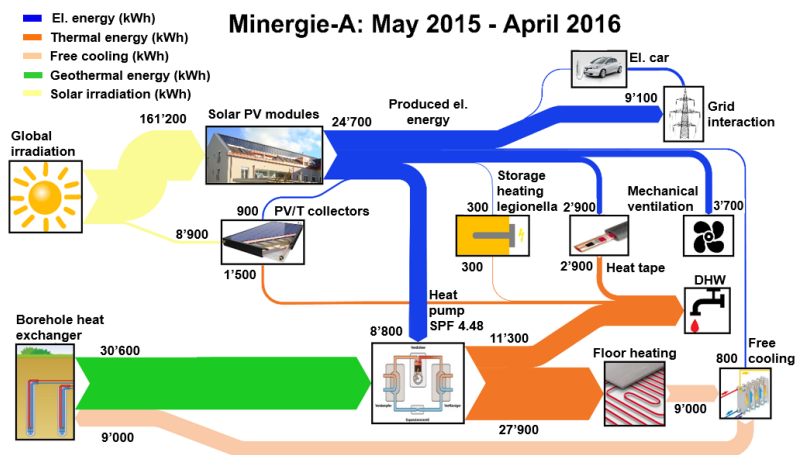 Minergie-A: May 2015 - April 2016
El. energy (kWh)
Thermal energy (kWh)
Free cooling (kWh)
Geothermal energy (kWh)
Solar irradiation (kWh)
El. car
161'200
Solar PV modules
24'700
Produced el.
energy
9'100
Grid
interaction
Global
irradiation
900
PV/T collectors
8'900
1'500
300
Storage
heating
legionella
300
2'900
2'900
Heat tape
Mechanical
ventilation
3'700
DHW
Heat
pump
SPF 4.48
8'800
11'300
27'900
Borehole heat
exchanger
30'600
9'000
Floor heating
9'000
800
Free
cooling